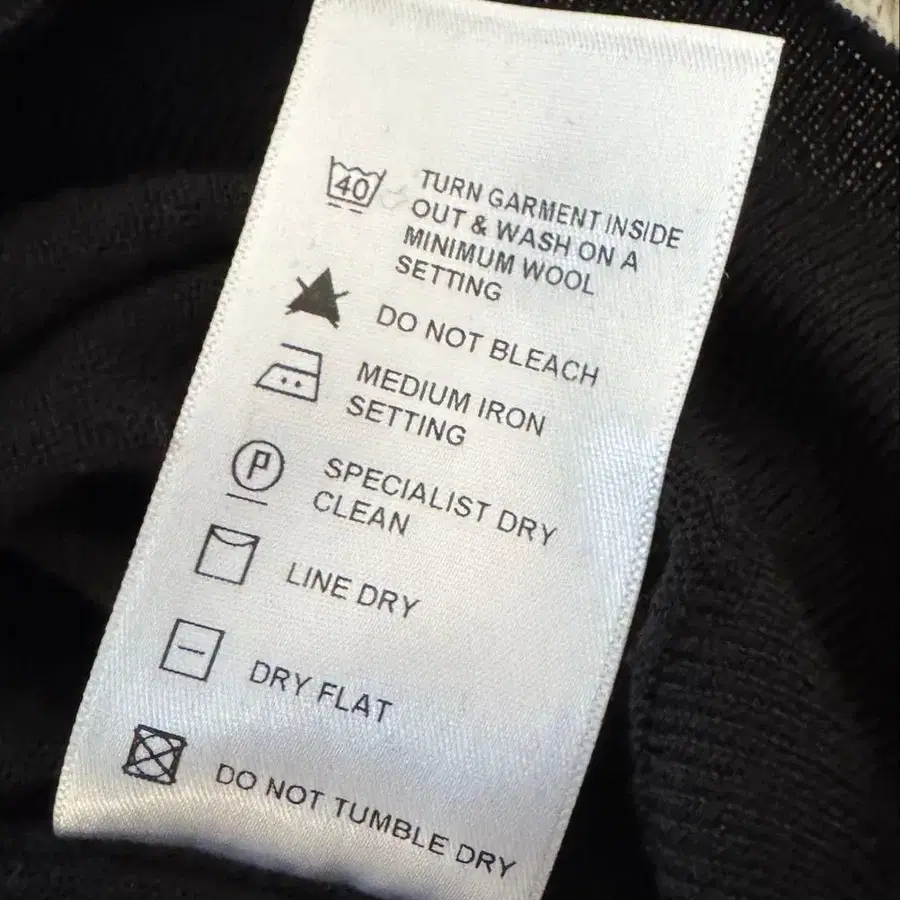 40
TURN GARMENT INSIDE
OUT & WASH ON A
MINIMUM WOOL
SETTING
DO NOT BLEACH
MEDIUM IRON
SETTING
P
SPECIALIST DRY
CLEAN
LINE DRY
DRY FLAT
DO NOT TUMBLE DRY